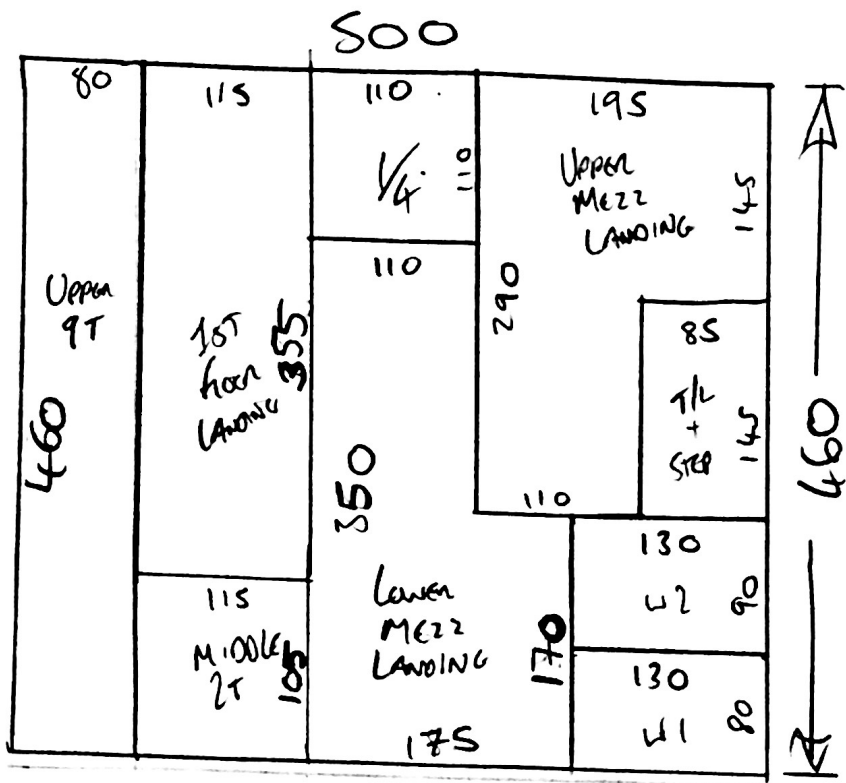 500
80
115
110
195
1/4
110
UPPER
MEZZ
LANDING
145
110
UPPER
9T
290
85
1ST
FLOOR
LANDING
355
T/L
+
STEP
145
460
460
350
110
130
W2
90
115
LOWER
MEZZ
LANDING
MIDDLE
2T
105
170
130
W1
80
175